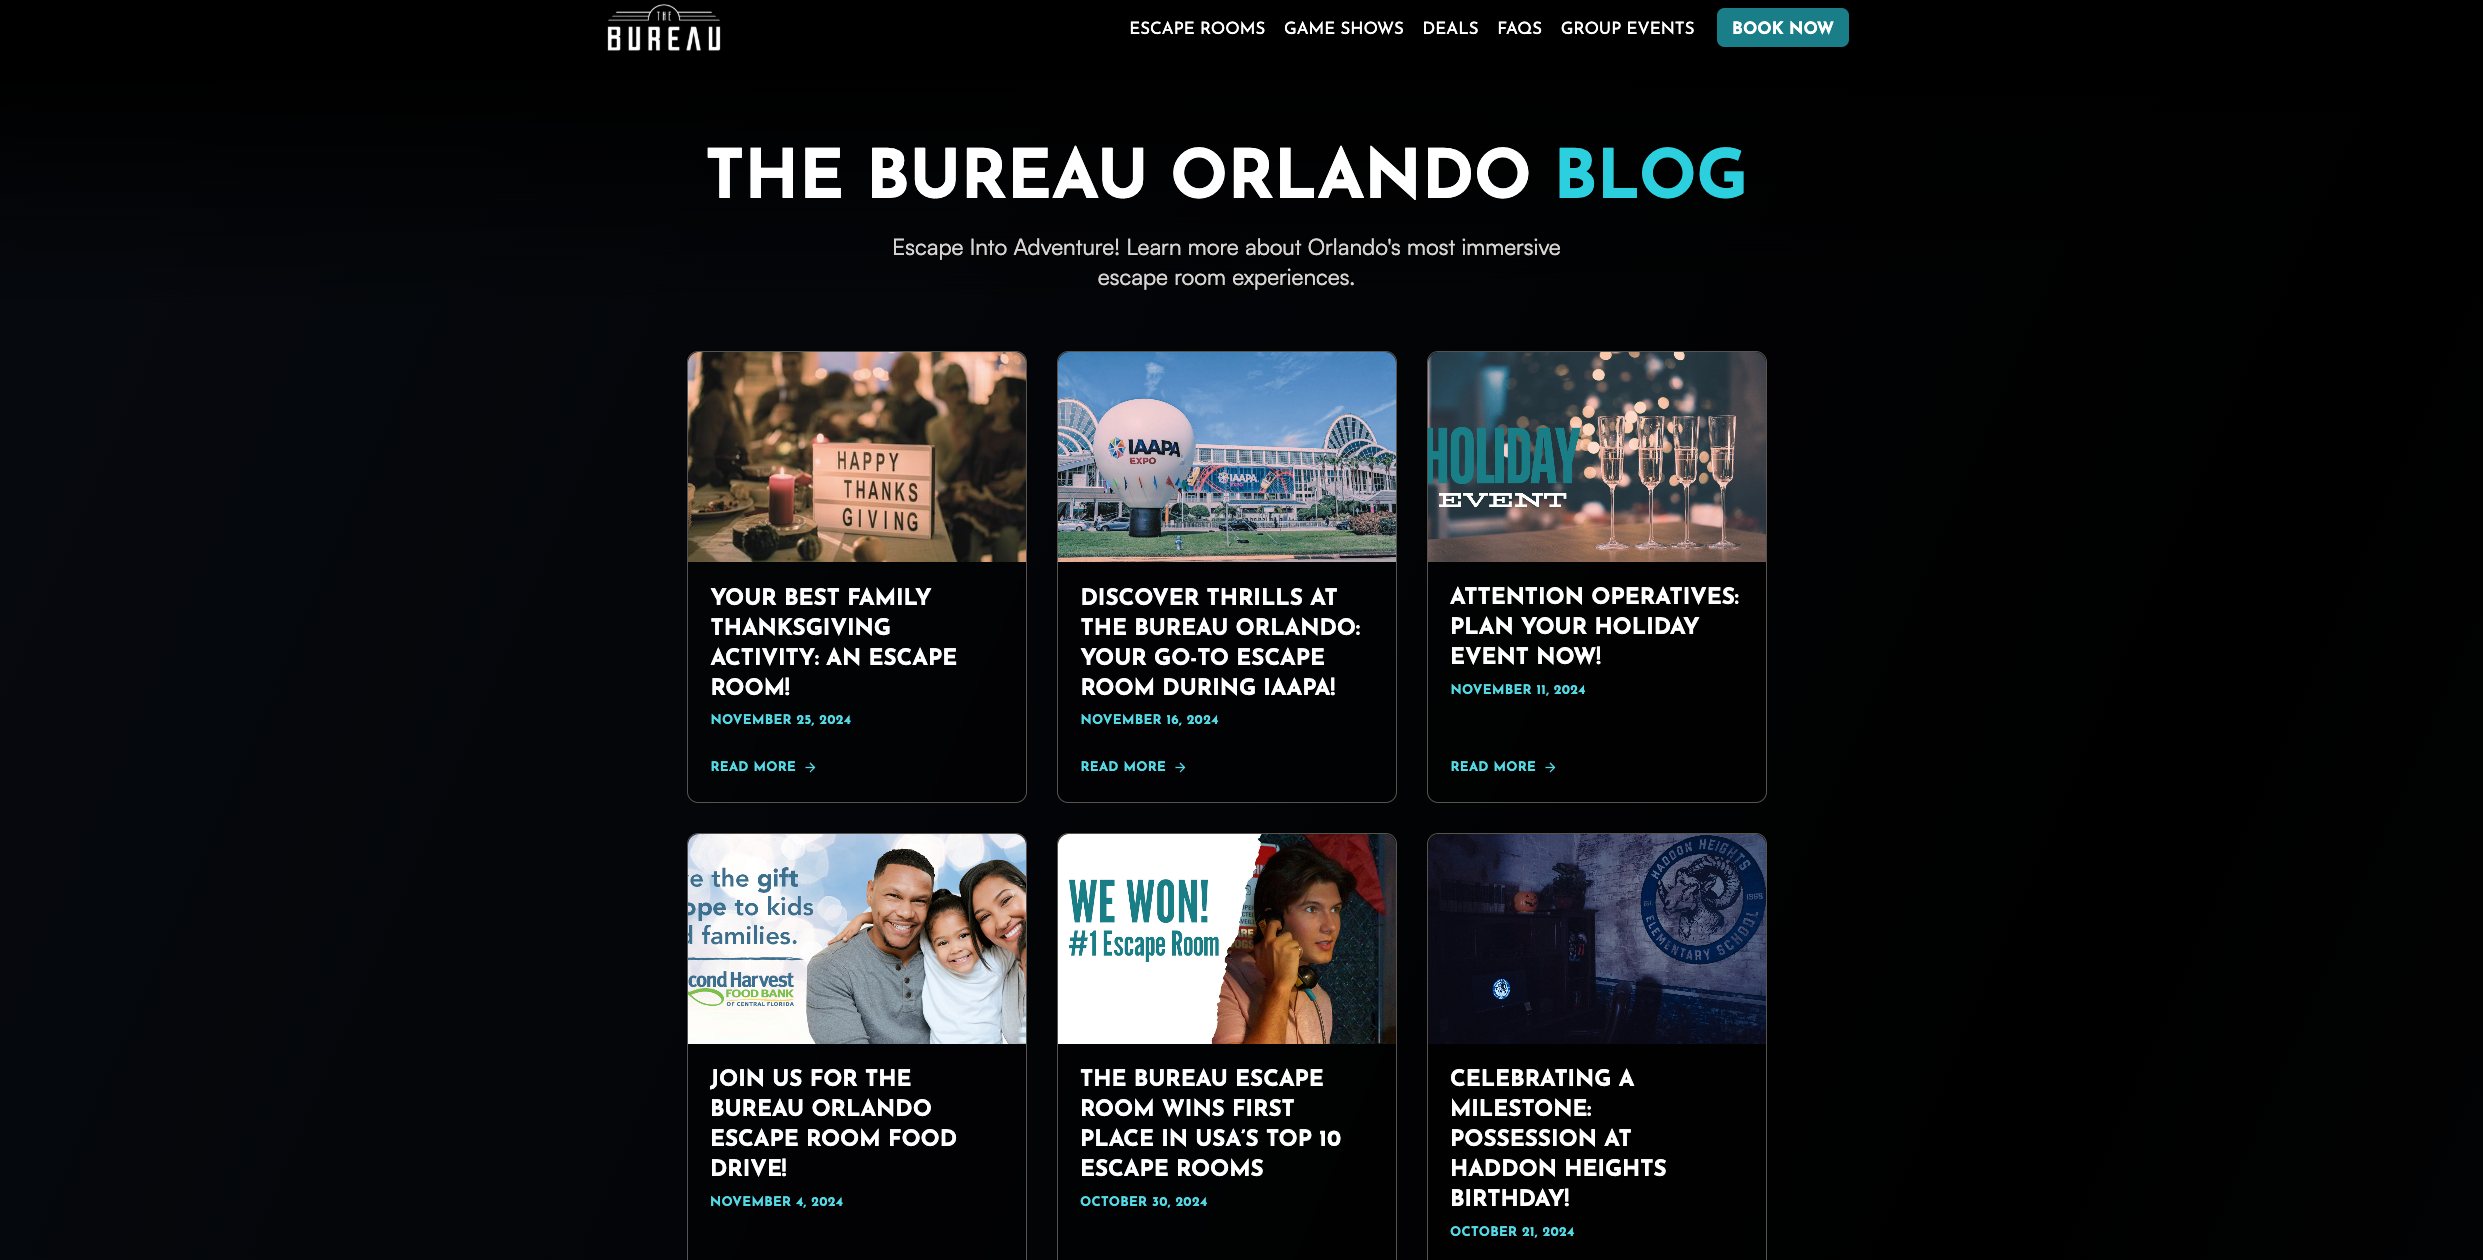 THE
BUREAU
ESCAPE ROOMS
GAME SHOWS
DEALS
FAQS
GROUP EVENTS
BOOK NOW
THE BUREAU ORLANDO BLOG
Escape Into Adventure! Learn more about Orlando's most immersive
escape room experiences.
HAPPY
THANKS
GIVING
IAAPA
EXPO
IAAPA
HOLIDAY
EVENT
YOUR BEST FAMILY
THANKSGIVING
ACTIVITY: AN ESCAPE
ROOM!
NOVEMBER 25, 2024
READ MORE →
DISCOVER THRILLS AT
THE BUREAU ORLANDO:
YOUR GO-TO ESCAPE
ROOM DURING IAAPA!
NOVEMBER 16, 2024
READ MORE →
ATTENTION OPERATIVES:
PLAN YOUR HOLIDAY
EVENT NOW!
NOVEMBER 11, 2024
READ MORE →
e the gift
ope to kids
d families.
cond Harvest
FOOD BANK
OF CENTRAL FLORIDA
WE WON!
#1 Escape Room
HADDON HEIGHTS
EST
1965
ELEMENTARY SCHOOL
JOIN US FOR THE
BUREAU ORLANDO
ESCAPE ROOM FOOD
DRIVE!
NOVEMBER 4, 2024
THE BUREAU ESCAPE
ROOM WINS FIRST
PLACE IN USA'S TOP 10
ESCAPE ROOMS
OCTOBER 30, 2024
CELEBRATING A
MILESTONE:
POSSESSION AT
HADDON HEIGHTS
BIRTHDAY!
OCTOBER 21, 2024